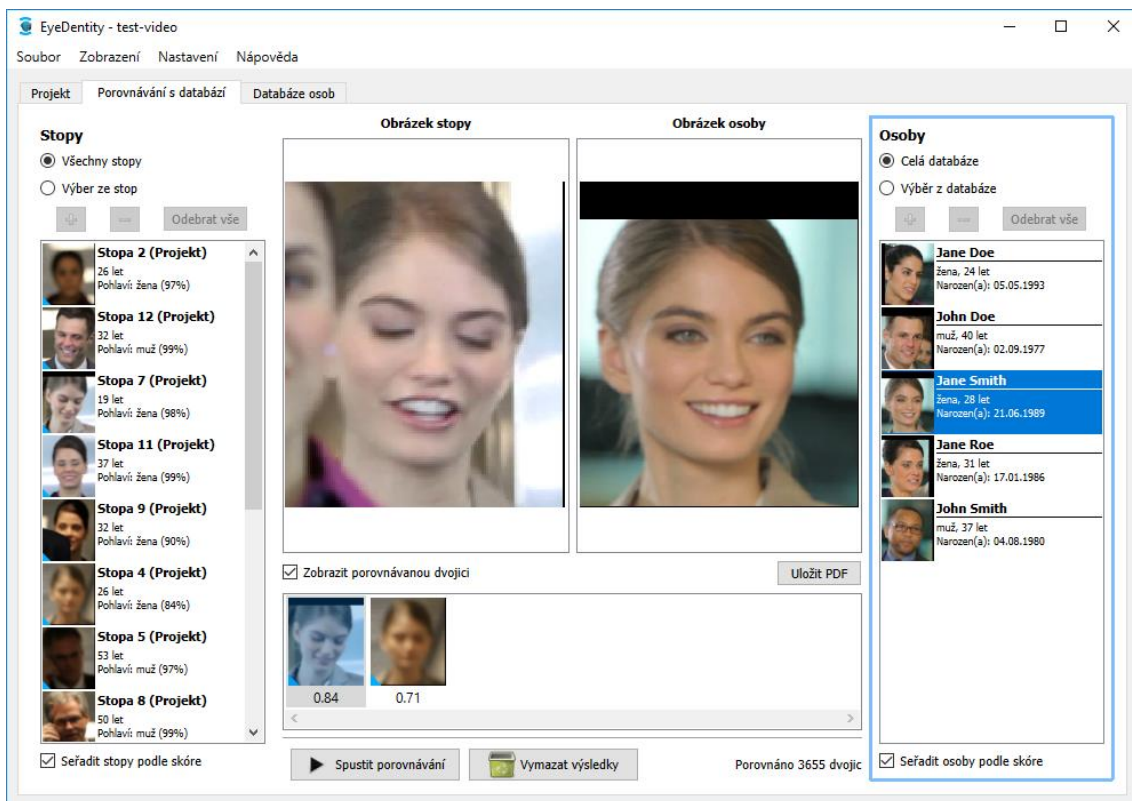 EyeDentity - test-video
Soubor Zobrazení Nastavení Nápověda
Projekt Porovnávání s databází Databáze osob
Stopy
Všechny stopy
Výber ze stop
Odebrat vše
Stopa 2 (Projekt)
26 let
Pohlaví: žena (97%)
Stopa 12 (Projekt)
32 let
Pohlaví: muž (99%)
Stopa 7 (Projekt)
19 let
Pohlaví: žena (98%)
Stopa 11 (Projekt)
37 let
Pohlaví: žena (99%)
Stopa 9 (Projekt)
32 let
Pohlaví: žena (90%)
Stopa 4 (Projekt)
26 let
Pohlaví: žena (84%)
Stopa 5 (Projekt)
53 let
Pohlaví: muž (97%)
Stopa 8 (Projekt)
50 let
Pohlaví: muž (99%)
Seřadit stopy podle skóre
Obrázek stopy
Obrázek osoby
Zobrazit porovnávanou dvojici
Uložit PDF
0.84
0.71
Spustit porovnávání
Vymazat výsledky
Porovnáno 3655 dvojic
Osoby
Celá databáze
Výběr z databáze
Odebrat vše
Jane Doe
žena, 24 let
Narozen(a): 05.05.1993
John Doe
muž, 40 let
Narozen(a): 02.09.1977
Jane Smith
žena, 28 let
Narozen(a): 21.06.1989
Jane Roe
žena, 31 let
Narozen(a): 17.01.1986
John Smith
muž, 37 let
Narozen(a): 04.08.1980
Seřadit osoby podle skóre